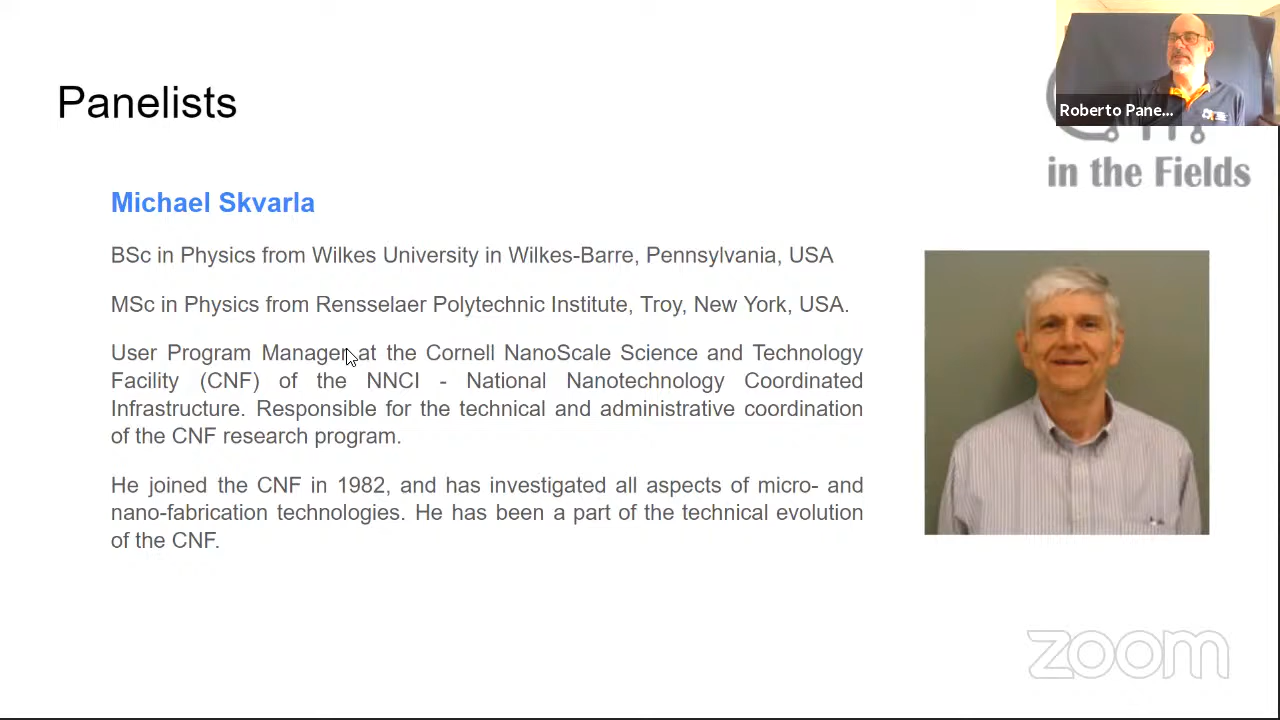 Panelists
Roberto Pane...
in the Fields
Michael Skvarla
BSc in Physics from Wilkes University in Wilkes-Barre, Pennsylvania, USA
MSc in Physics from Rensselaer Polytechnic Institute, Troy, New York, USA.
User Program Manager at the Cornell NanoScale Science and Technology
Facility (CNF) of the NNCI - National Nanotechnology Coordinated
Infrastructure. Responsible for the technical and administrative coordination
of the CNF research program.
He joined the CNF in 1982, and has investigated all aspects of micro- and
nano-fabrication technologies. He has been a part of the technical evolution
of the CNF.
zoom